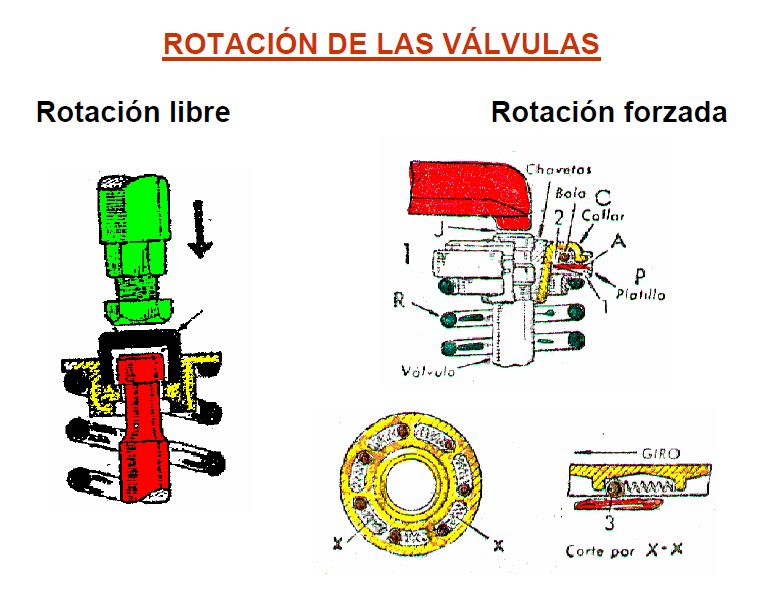 ROTACIÓN DE LAS VÁLVULAS
Rotación libre
Rotación forzada
Chavetas
Bola
C
2
Collar
J
A
1
P
Platillo
1
R
Válvula
X
X
GIRO
3
Corte por X-X